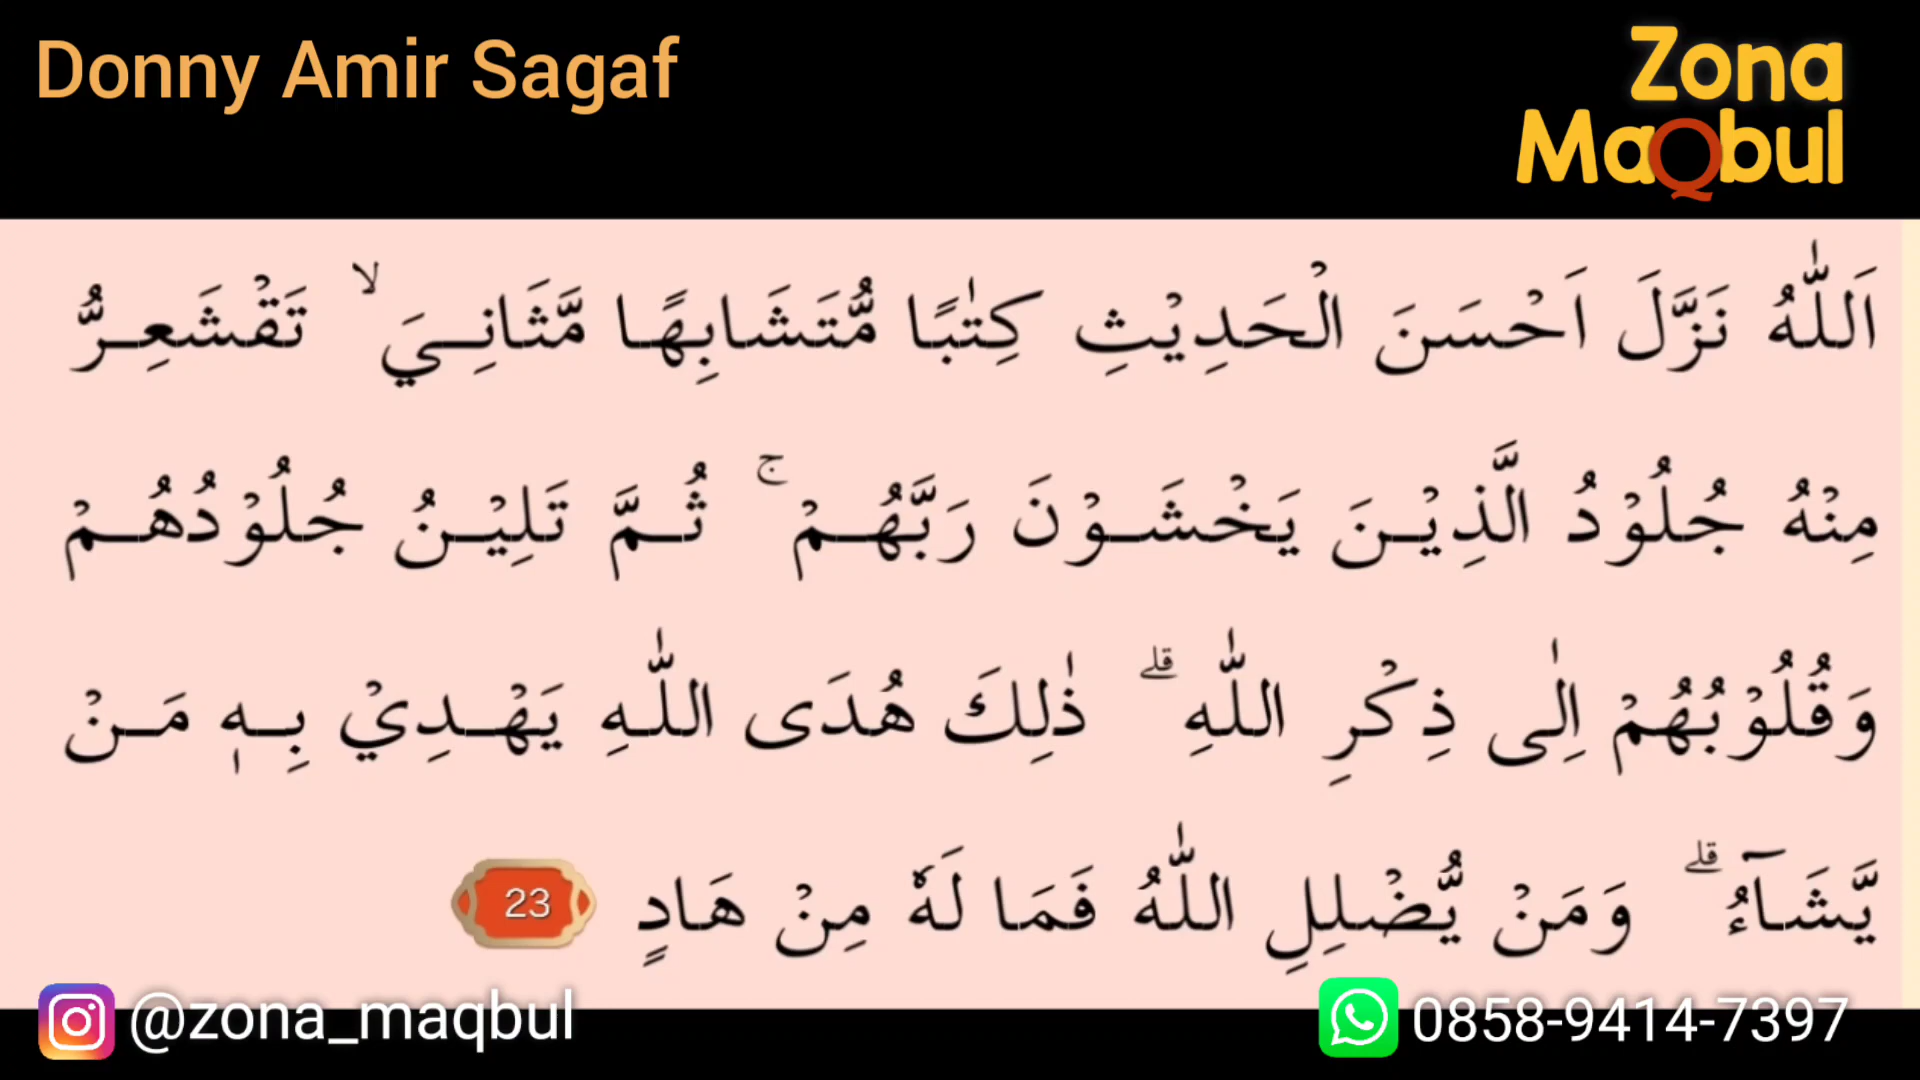 Donny Amir Sagaf
Zona
MaQbul
اَللّٰهُ نَزَّلَ اَحْسَنَ الْحَدِيْثِ كِتٰبًا مُّتَشَابِهًا مَّثَانِيَ ۙ تَقْشَعِرُّ
مِنْهُ جُلُوْدُ الَّذِيْنَ يَخْشَوْنَ رَبَّهُمْ ۚ ثُمَّ تَلِيْنُ جُلُوْدُهُمْ
وَقُلُوْبُهُمْ اِلٰى ذِكْرِ اللّٰهِ ۗ ذٰلِكَ هُدَى اللّٰهِ يَهْدِيْ بِهٖ مَنْ
يَّشَاۤءُ ۗ وَمَنْ يُّضْلِلِ اللّٰهُ فَمَا لَهٗ مِنْ هَادٍ 23
@zona_maqbul
0858-9414-7397